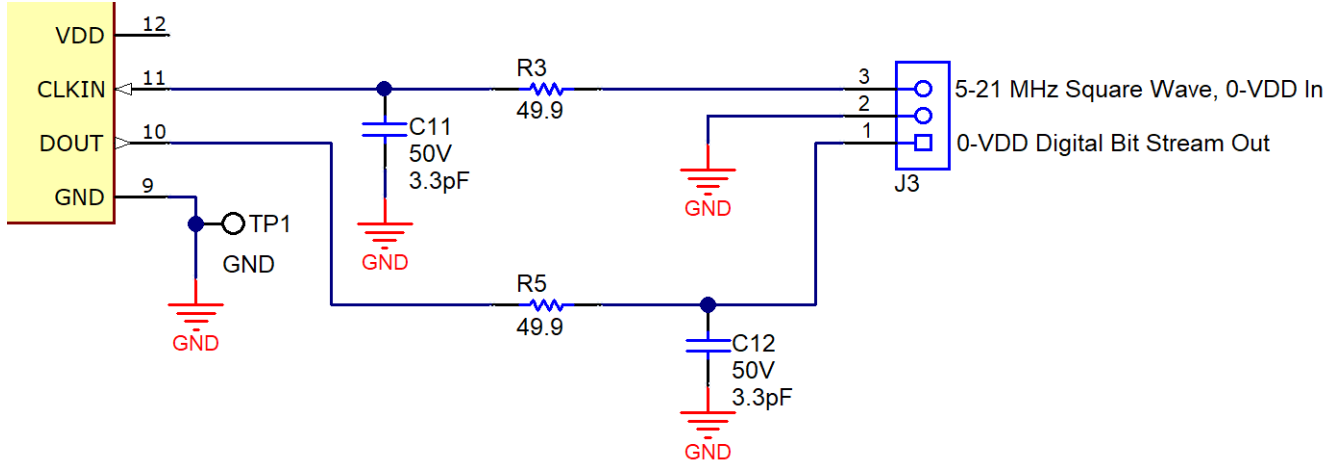 VDD 12
CLKIN 11
DOUT 10
GND 9
TP1
GND
GND
C11
50V
3.3pF
GND
R3
49.9
R5
49.9
C12
50V
3.3pF
GND
GND
3 5-21 MHz Square Wave, 0-VDD In
2
1 0-VDD Digital Bit Stream Out
J3